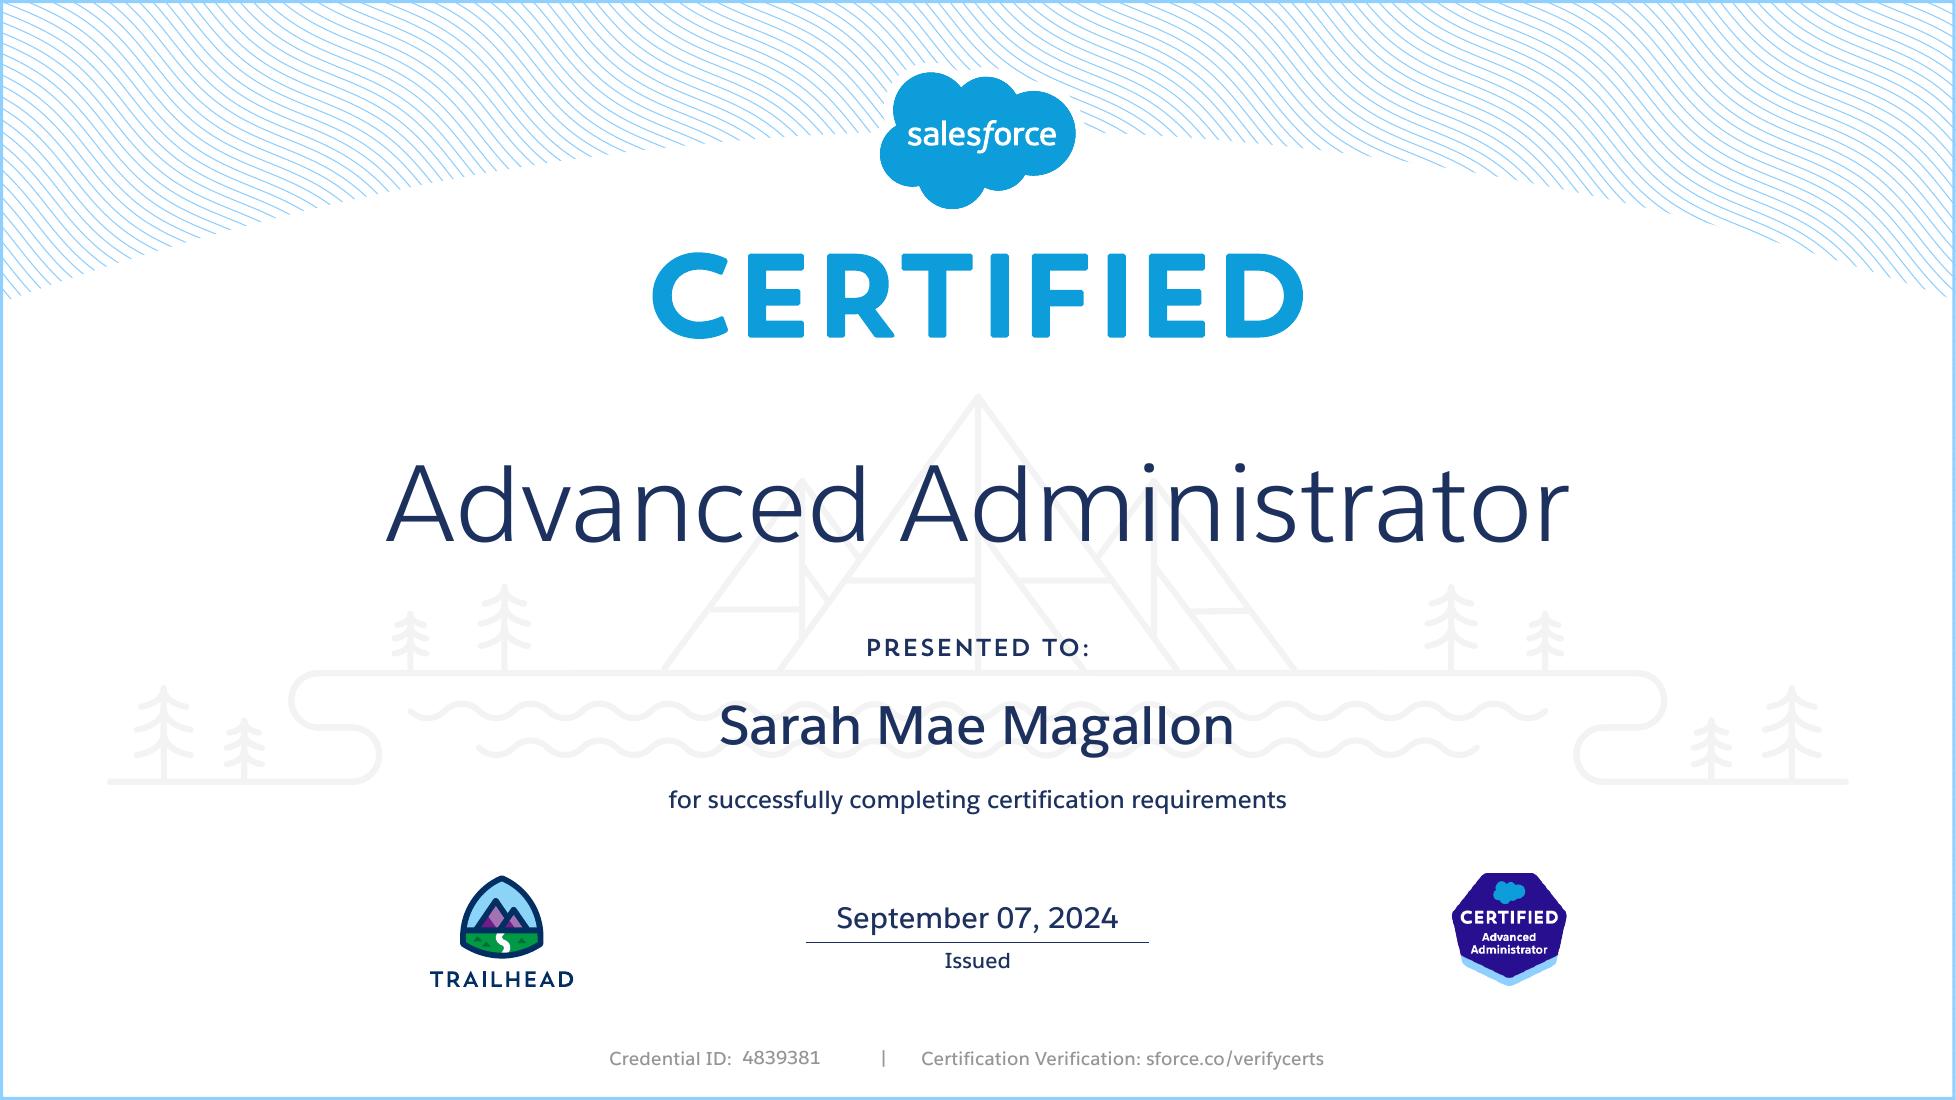 salesforce
CERTIFIED
Advanced Administrator
PRESENTED TO:
Sarah Mae Magallon
for successfully completing certification requirements
TRAILHEAD
September 07, 2024
Issued
CERTIFIED
Advanced
Administrator
Credential ID: 4839381 | Certification Verification: sforce.co/verifycerts